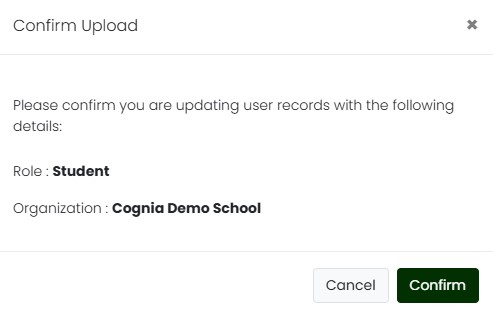 Confirm Upload ✖
Please confirm you are updating user records with the following
details:
Role : Student
Organization : Cognia Demo School
Cancel Confirm